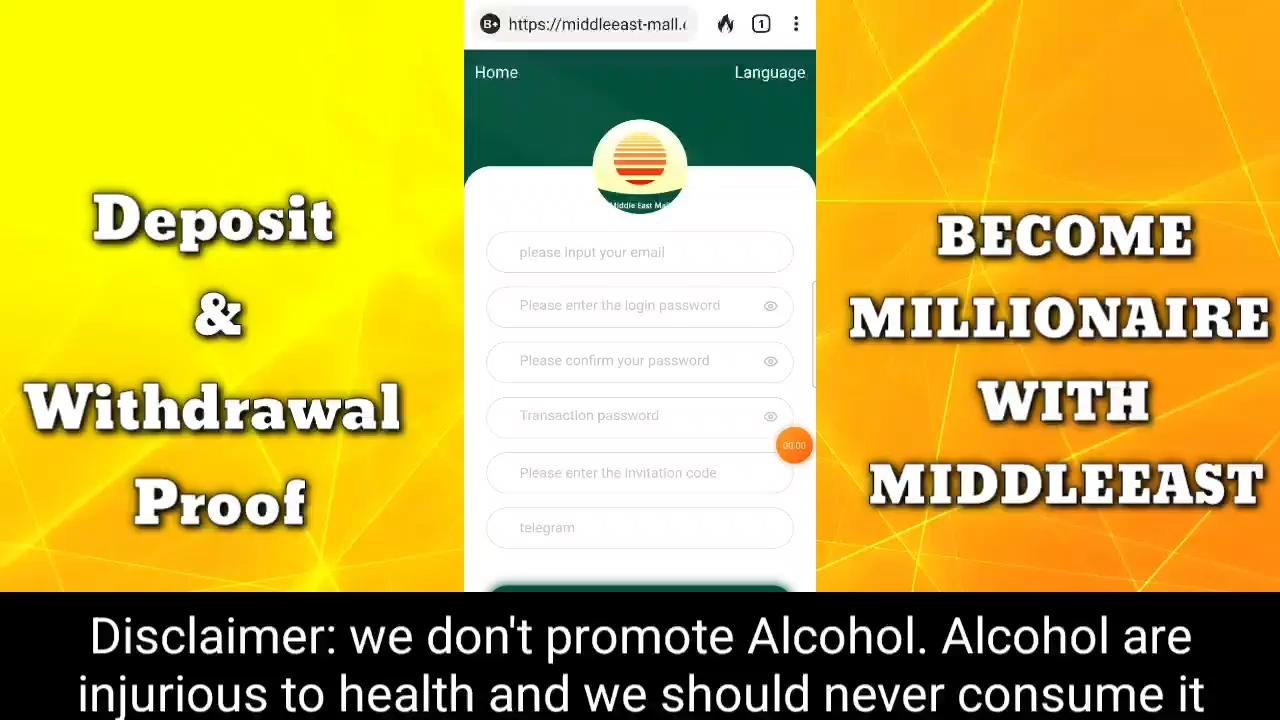 B+ https://middleeast-mall. 1
Home Language
Middle East Mall
please input your email
Please enter the login password
Please confirm your password
Transaction password
00:00
Please enter the invitation code
telegram
Deposit
&
Withdrawal
Proof
BECOME
MILLIONAIRE
WITH
MIDDLEEAST
Disclaimer: we don't promote Alcohol. Alcohol are
injurious to health and we should never consume it